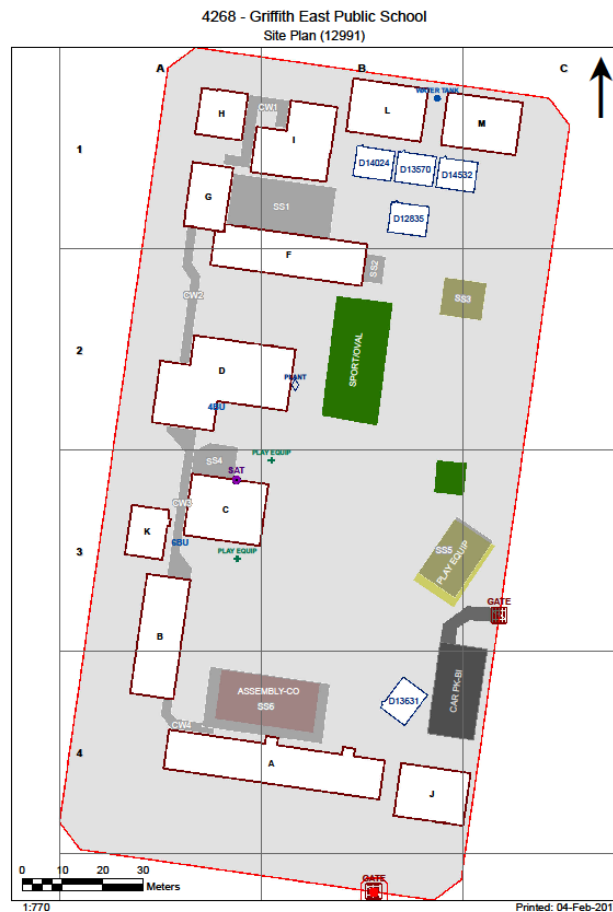 4268 - Griffith East Public School
Site Plan (12991)
A B C
WATER TANK
H CW1 I L M
1
D14024 D13570 D14532
G SS1 D12835
F SS2
CW2 SS3
2
SPORT/OVAL
D PLANT
4BU
PLAY EQUIP
SS4
SAT
CW3 C
K
6BU PLAY EQUIP
3
SS5
PLAY EQUIP
GATE
B
CAR PK-BI
ASSEMBLY-CO
SS6
D13631
CW4
4
A
J
GATE
0 10 20 30
Meters
1:770
Printed: 04-Feb-201